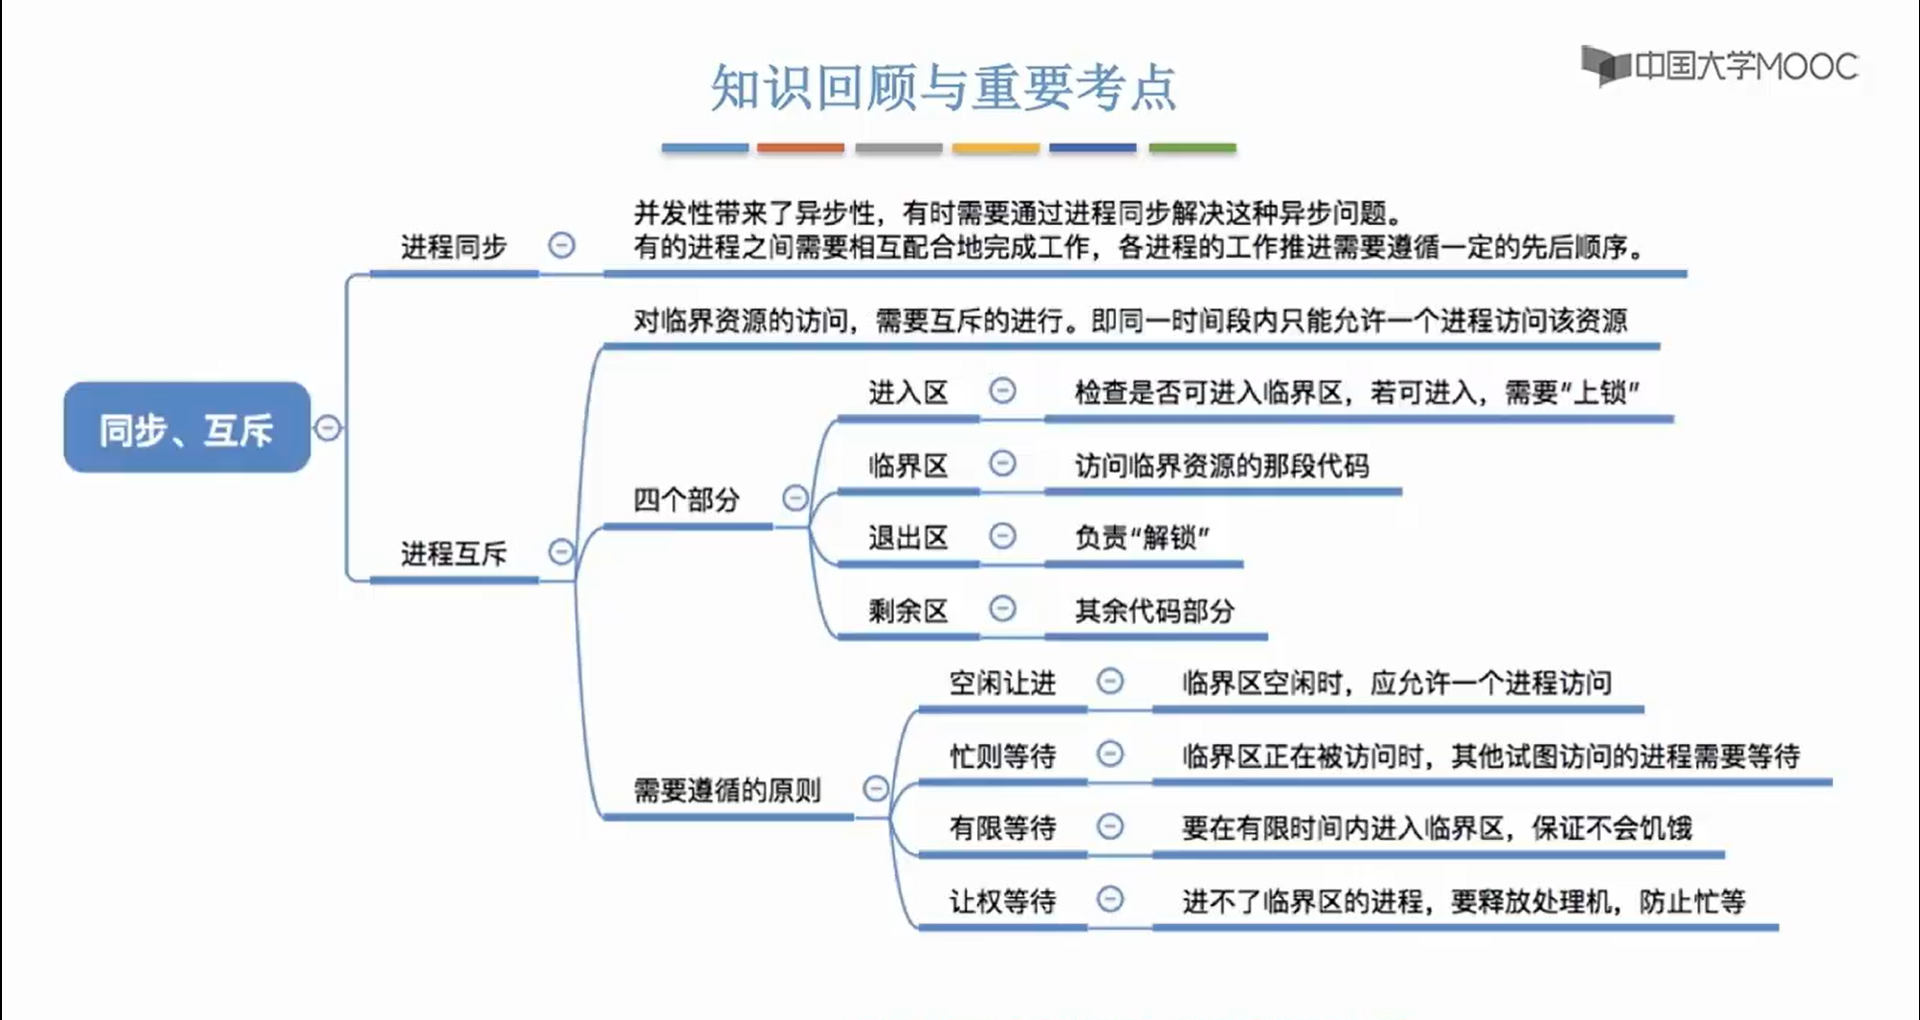 中国大学MOOC
知识回顾与重要考点
并发性带来了异步性，有时需要通过进程同步解决这种异步问题。
进程同步
有的进程之间需要相互配合地完成工作，各进程的工作推进需要遵循一定的先后顺序。
对临界资源的访问，需要互斥的进行。即同一时间段内只能允许一个进程访问该资源
进入区
检查是否可进入临界区，若可进入，需要“上锁”
同步、互斥
临界区
访问临界资源的那段代码
四个部分
退出区
负责“解锁”
进程互斥
剩余区
其余代码部分
空闲让进
临界区空闲时，应允许一个进程访问
忙则等待
临界区正在被访问时，其他试图访问的进程需要等待
需要遵循的原则
有限等待
要在有限时间内进入临界区，保证不会饥饿
让权等待
进不了临界区的进程，要释放处理机，防止忙等